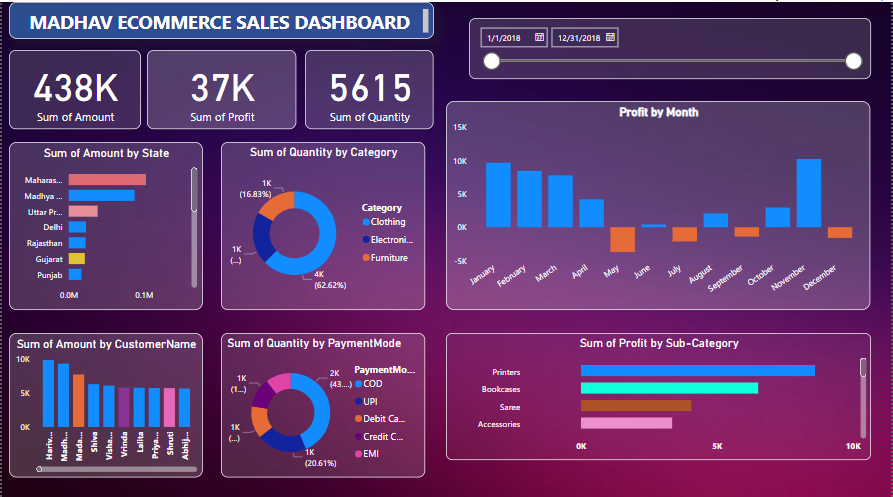 MADHAV ECOMMERCE SALES DASHBOARD
1/1/2018
12/31/2018
438K
Sum of Amount
37K
Sum of Profit
5615
Sum of Quantity
Sum of Amount by State
Maharas...
Madhya ...
Uttar Pr...
Delhi
Rajasthan
Gujarat
Punjab
0.0M 0.1M
Sum of Quantity by Category
1K
(16.83%)
1K
(...)
4K
(62.62%)
Category
Clothing
Electroni...
Furniture
Profit by Month
15K
10K
5K
0K
-5K
January February March April May June July August September October November December
Sum of Amount by CustomerName
10K
5K
0K
Hariv... Madh... Mada... Shiva Visha... Vrinda Lalita Priya... Shruti Abhij...
Sum of Quantity by PaymentMode
1K
(1...)
1K
(...)
2K
(43....)
1K
(20.61%)
PaymentMo...
COD
UPI
Debit Ca...
Credit C...
EMI
Sum of Profit by Sub-Category
Printers
Bookcases
Saree
Accessories
0K 5K 10K